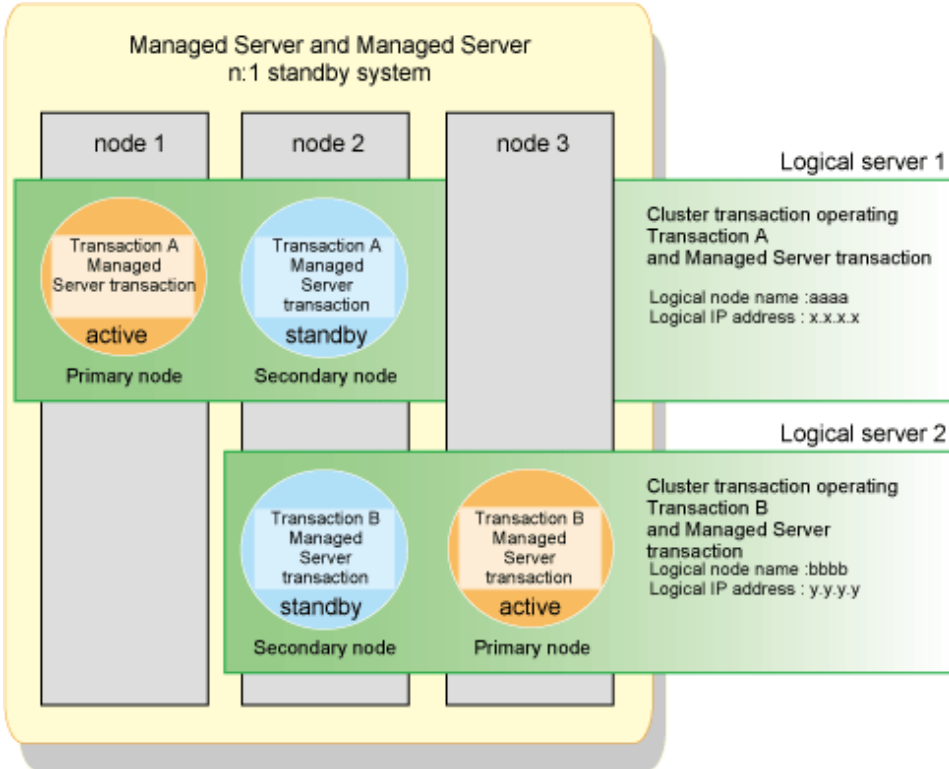 Managed Server and Managed Server
n:1 standby system
node 1
node 2
node 3
Logical server 1
Transaction A
Managed
Server transaction
active
Primary node
Transaction A
Managed
Server
transaction
standby
Secondary node
Cluster transaction operating
Transaction A
and Managed Server transaction
Logical node name :aaaa
Logical IP address : x.x.x.x
Logical server 2
Transaction B
Managed
Server
transaction
standby
Secondary node
Transaction B
Managed
Server
transaction
active
Primary node
Cluster transaction operating
Transaction B
and Managed Server
transaction
Logical node name :bbbb
Logical IP address : y.y.y.y